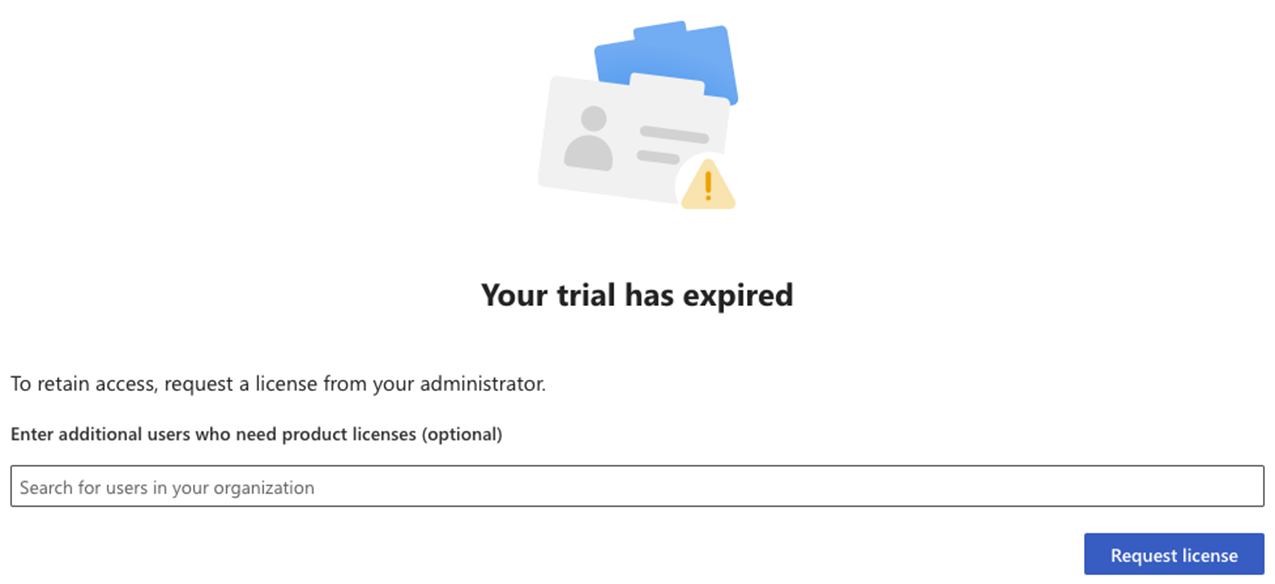 Your trial has expired
To retain access, request a license from your administrator.
Enter additional users who need product licenses (optional)
Search for users in your organization
Request license